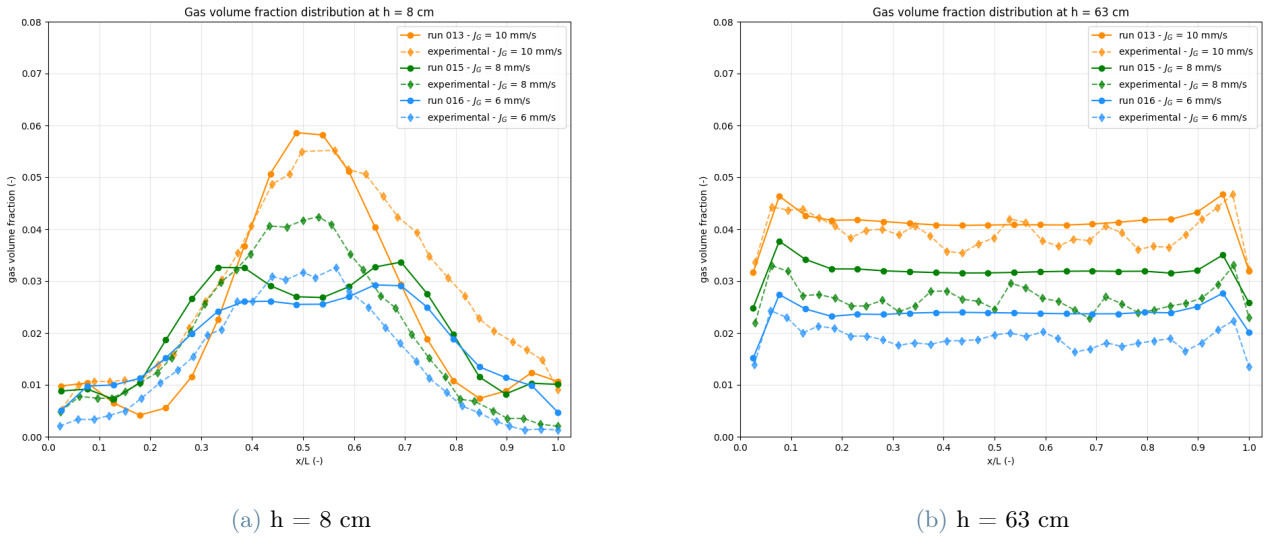 Gas volume fraction distribution at h = 8 cm
gas volume fraction (-)
0.08
0.07
0.06
0.05
0.04
0.03
0.02
0.01
0.00
run 013 - J_G = 10 mm/s
experimental - J_G = 10 mm/s
run 015 - J_G = 8 mm/s
experimental - J_G = 8 mm/s
run 016 - J_G = 6 mm/s
experimental - J_G = 6 mm/s
0.0 0.1 0.2 0.3 0.4 0.5 0.6 0.7 0.8 0.9 1.0
x/L (-)
(a) h = 8 cm
Gas volume fraction distribution at h = 63 cm
gas volume fraction (-)
0.08
0.07
0.06
0.05
0.04
0.03
0.02
0.01
0.00
run 013 - J_G = 10 mm/s
experimental - J_G = 10 mm/s
run 015 - J_G = 8 mm/s
experimental - J_G = 8 mm/s
run 016 - J_G = 6 mm/s
experimental - J_G = 6 mm/s
0.0 0.1 0.2 0.3 0.4 0.5 0.6 0.7 0.8 0.9 1.0
x/L (-)
(b) h = 63 cm